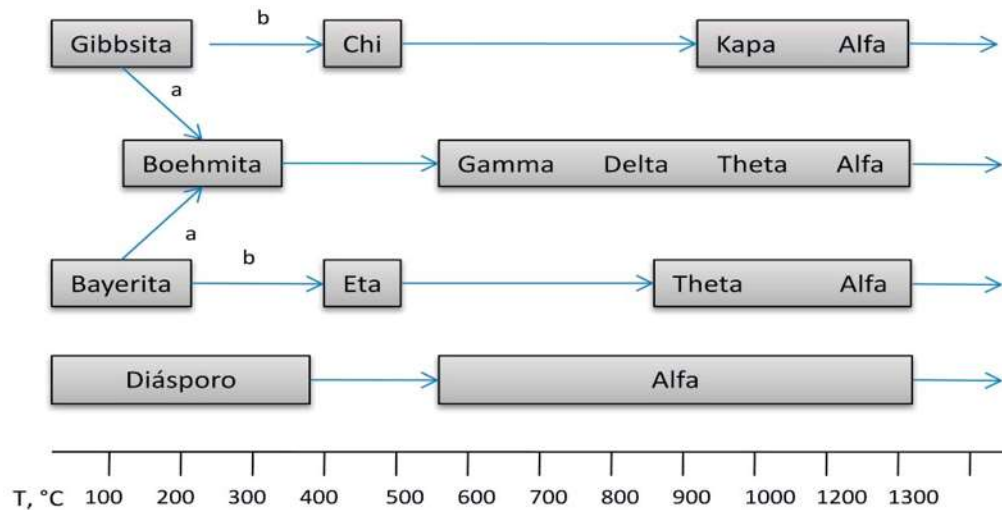 b
Gibbsita Chi Kapa Alfa
a
Boehmita Gamma Delta Theta Alfa
a
b
Bayerita Eta Theta Alfa
Diásporo Alfa
T, °C 100 200 300 400 500 600 700 800 900 1000 1200 1300